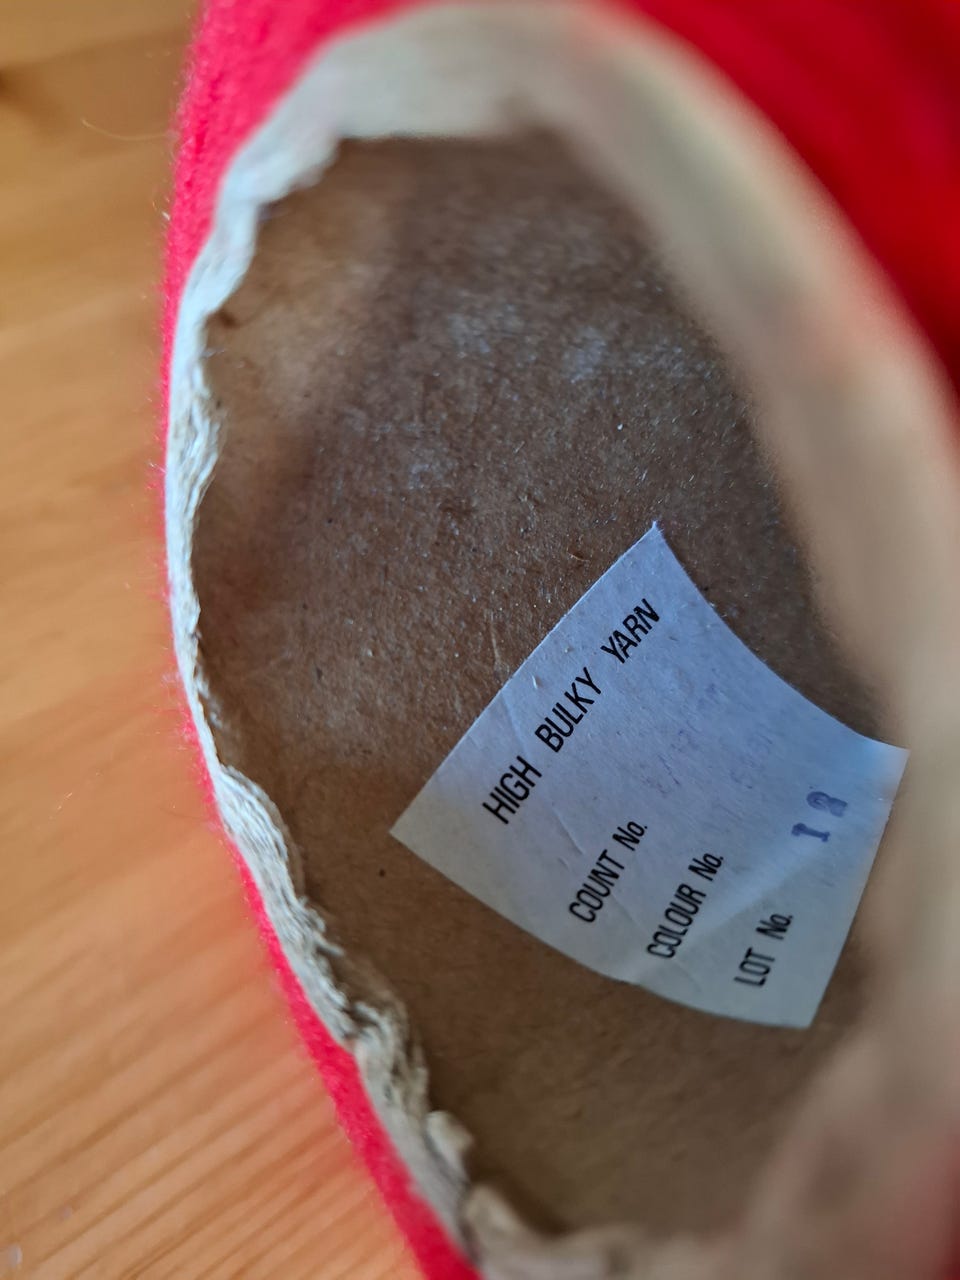 HIGH BULKY YARN
COUNT No.
COLOUR No.
LOT No. 18